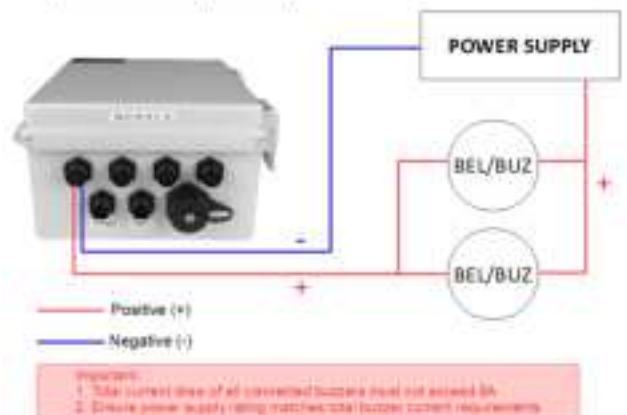 POWER SUPPLY
BEL/BUZ
+
BEL/BUZ
-
+
Positive (+)
Negative (-)
Important:
1. Total current draw of all connected buzzers must not exceed
2. Ensure power supply rating matches total buzzer current requirements